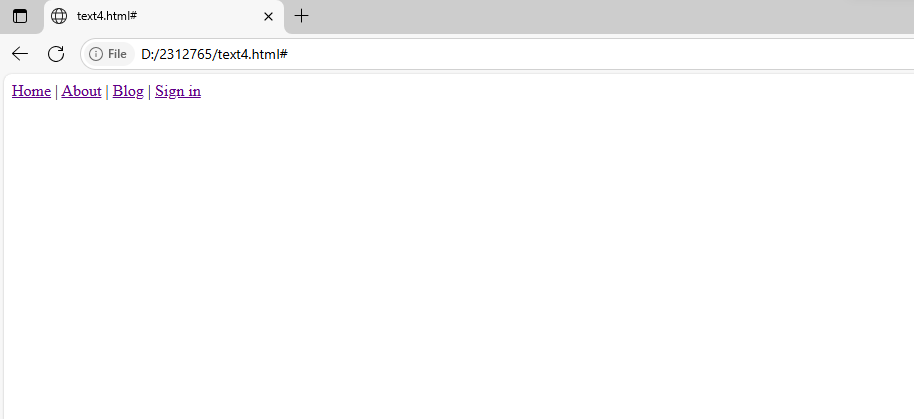 text4.html#
File D:/2312765/text4.html#
Home | About | Blog | Sign in